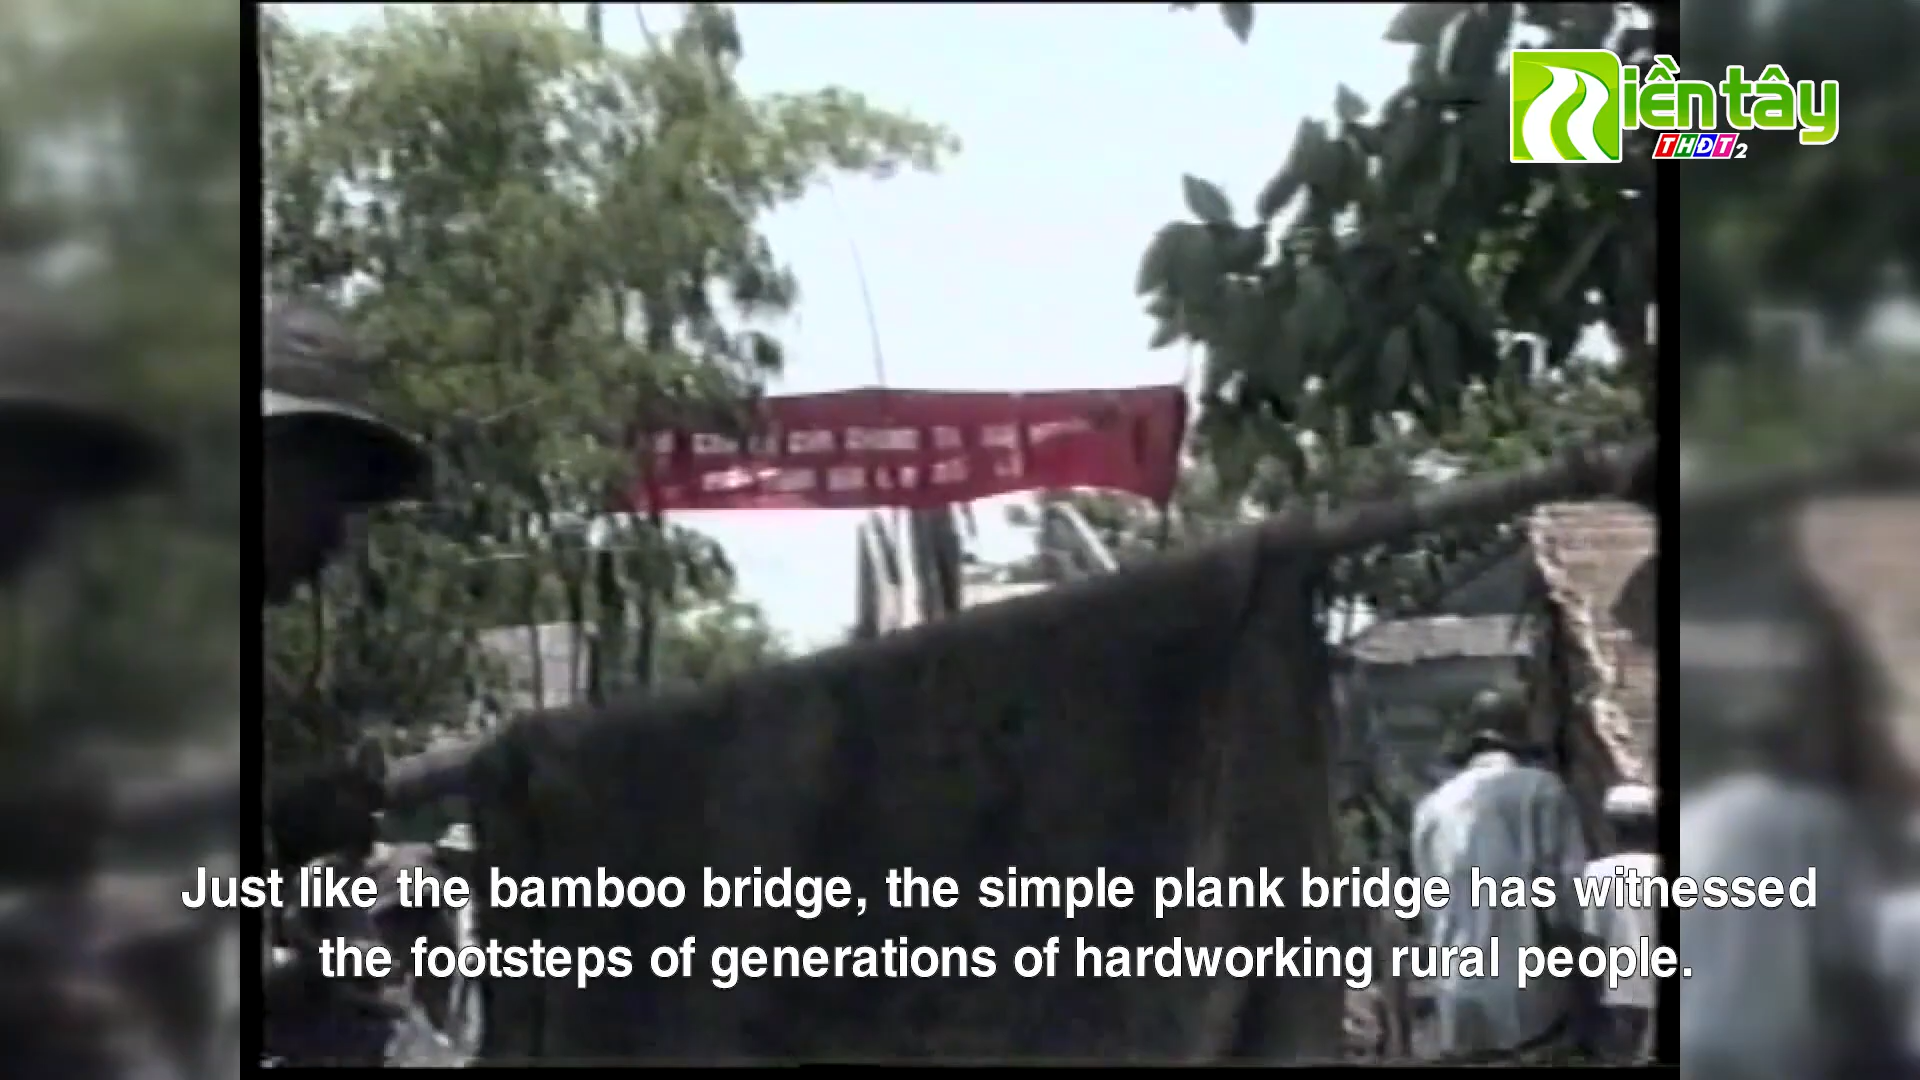 Miền tây
THĐT2
Just like the bamboo bridge, the simple plank bridge has witnessed
the footsteps of generations of hardworking rural people.